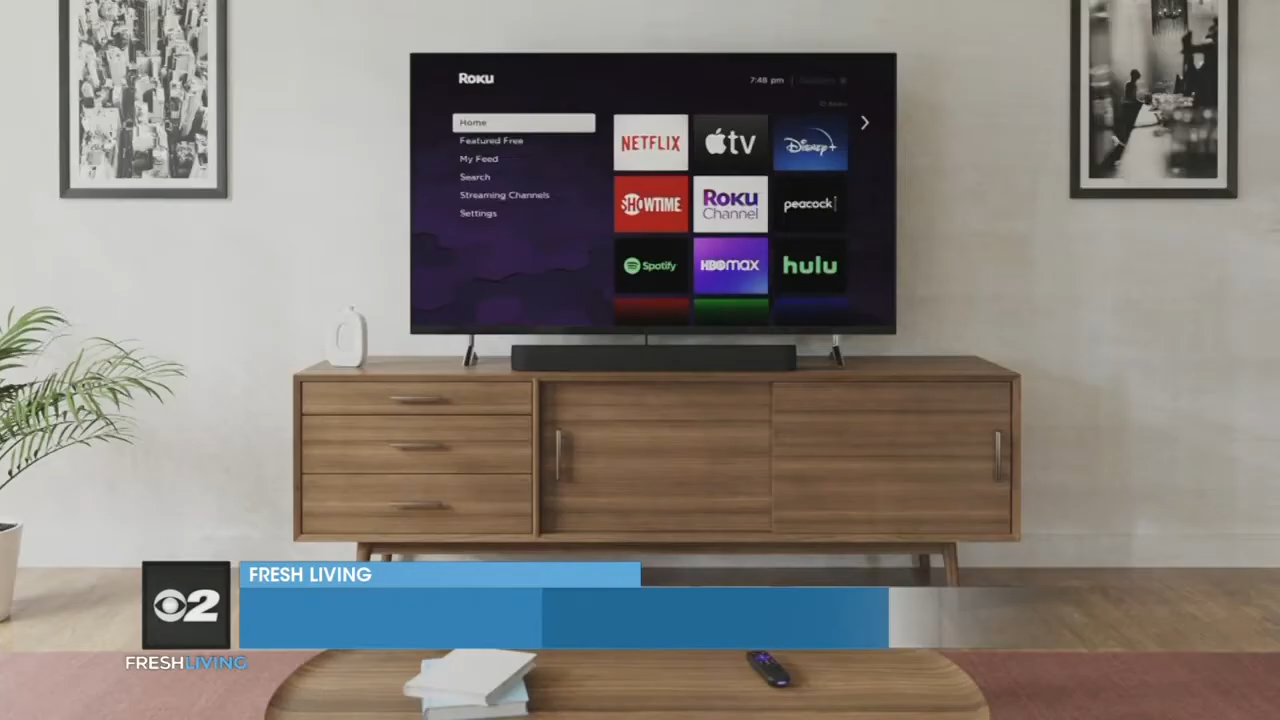 Roku
7:48 pm
Home
Featured Free
My Feed
Search
Streaming Channels
Settings
NETFLIX
tv
Disney+
SHOWTIME
Roku
Channel
peacock
Spotify
HBOmax
hulu
FRESH LIVING
2
FRESHLIVING